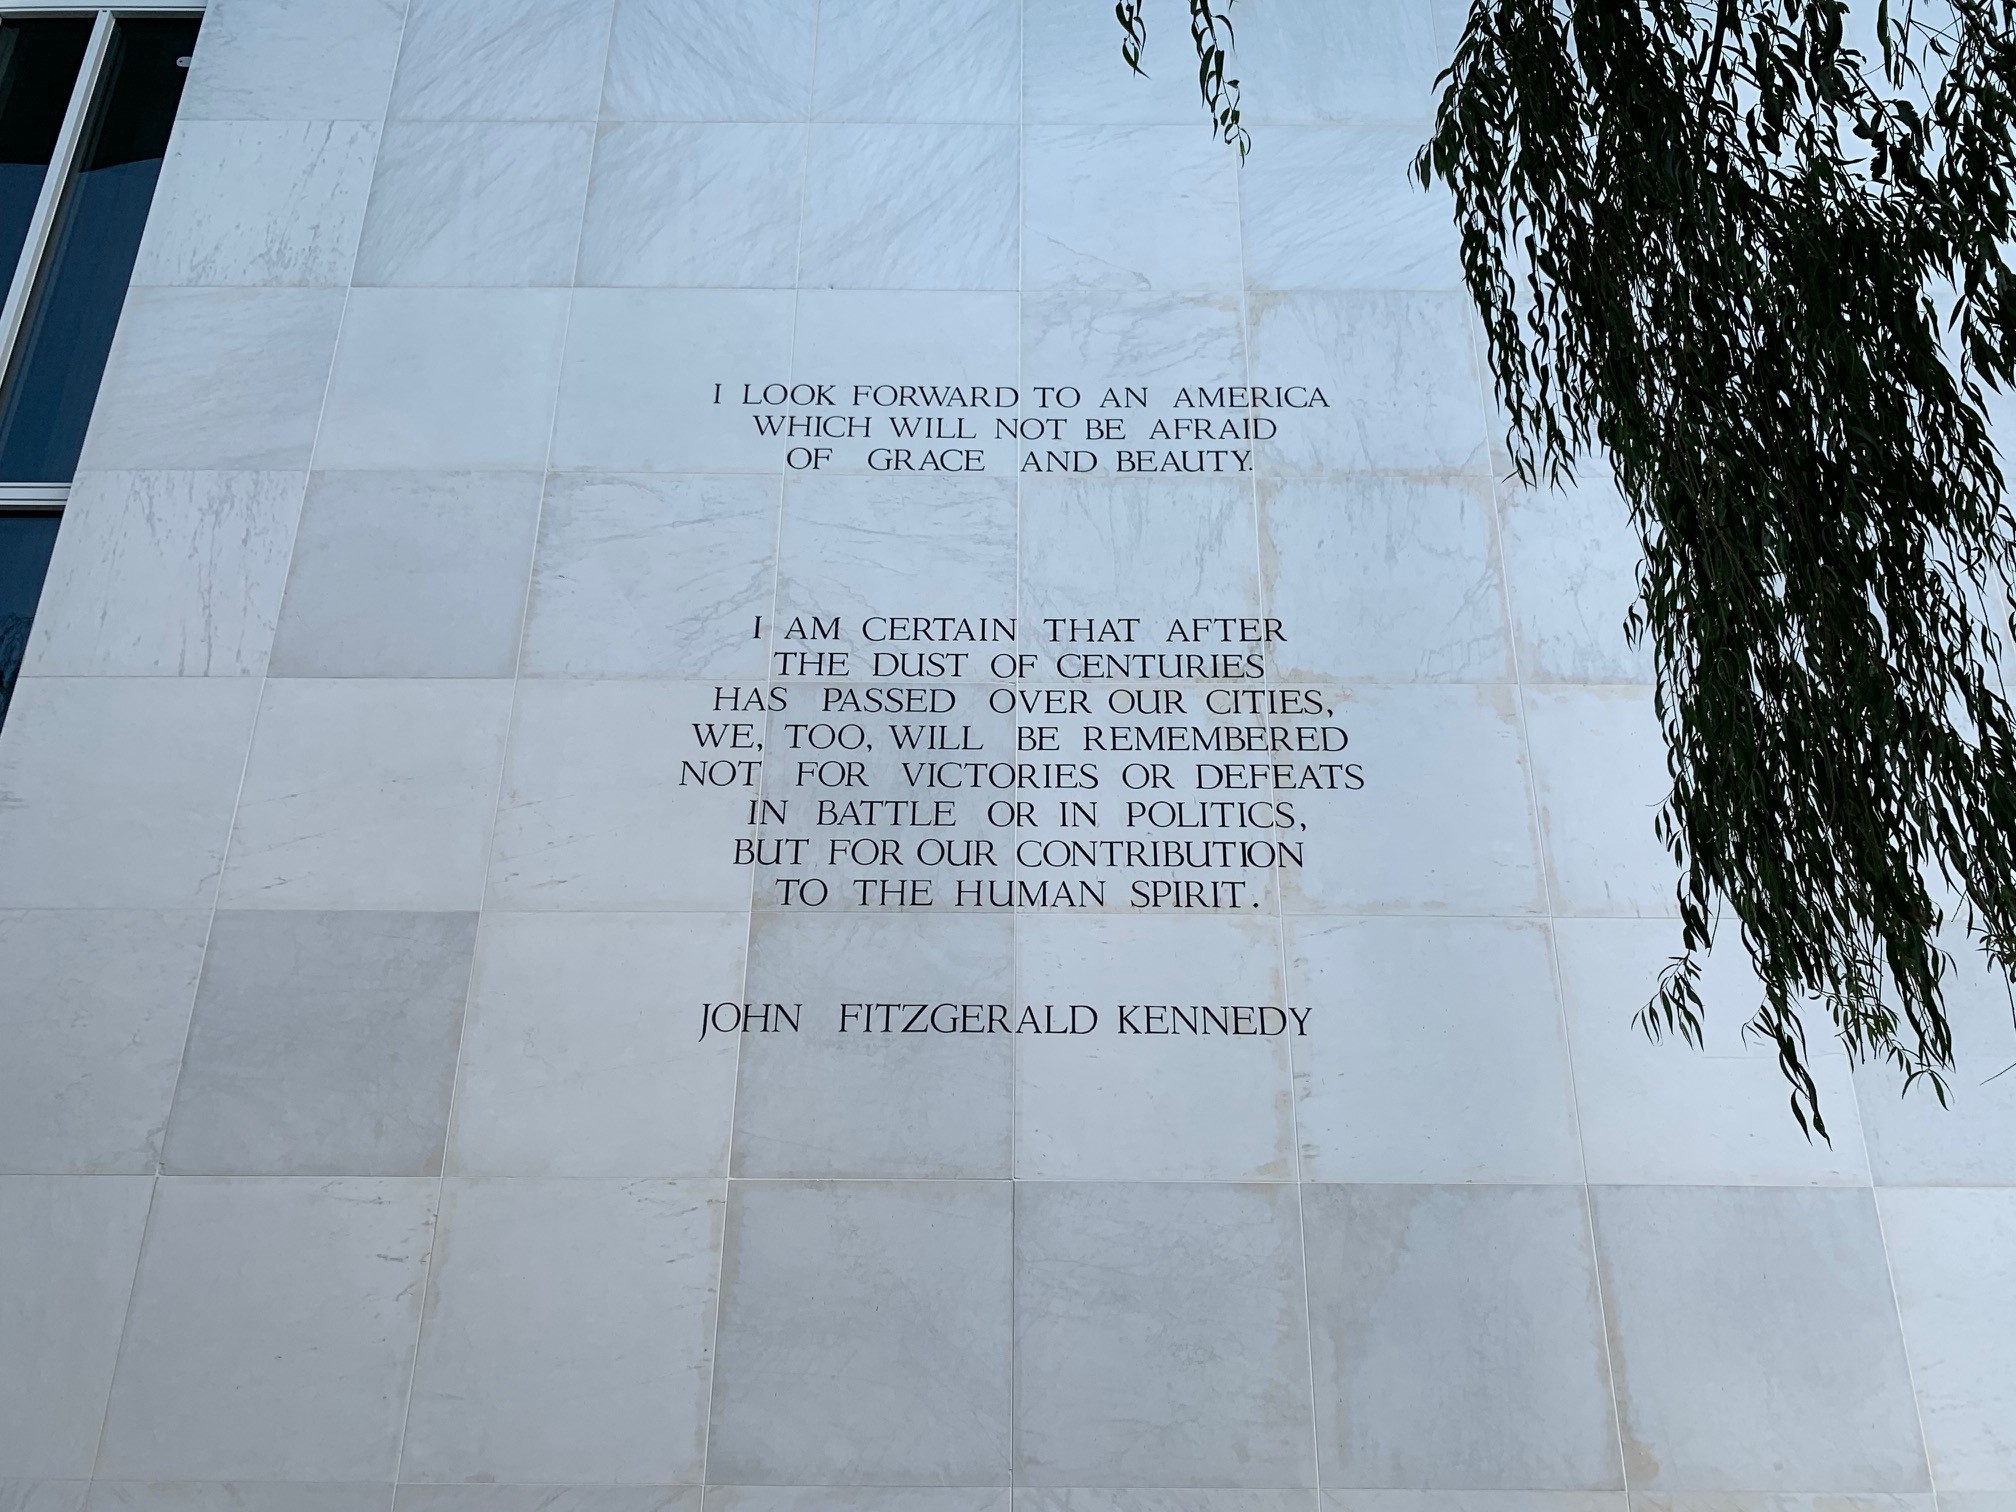 I LOOK FORWARD TO AN AMERICA
WHICH WILL NOT BE AFRAID
OF GRACE AND BEAUTY.
I AM CERTAIN THAT AFTER
THE DUST OF CENTURIES
HAS PASSED OVER OUR CITIES,
WE, TOO, WILL BE REMEMBERED
NOT FOR VICTORIES OR DEFEATS
IN BATTLE OR IN POLITICS,
BUT FOR OUR CONTRIBUTION
TO THE HUMAN SPIRIT.
JOHN FITZGERALD KENNEDY